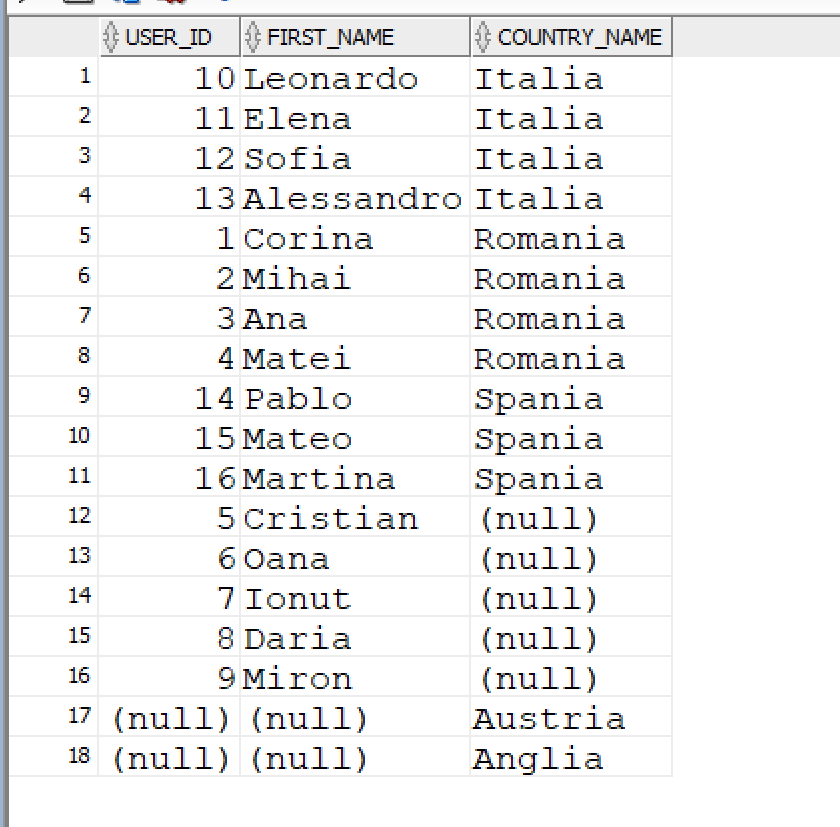 USER_ID FIRST_NAME COUNTRY_NAME
1 10 Leonardo Italia
2 11 Elena Italia
3 12 Sofia Italia
4 13 Alessandro Italia
5 1 Corina Romania
6 2 Mihai Romania
7 3 Ana Romania
8 4 Matei Romania
9 14 Pablo Spania
10 15 Mateo Spania
11 16 Martina Spania
12 5 Cristian (null)
13 6 Oana (null)
14 7 Ionut (null)
15 8 Daria (null)
16 9 Miron (null)
17 (null) (null) Austria
18 (null) (null) Anglia